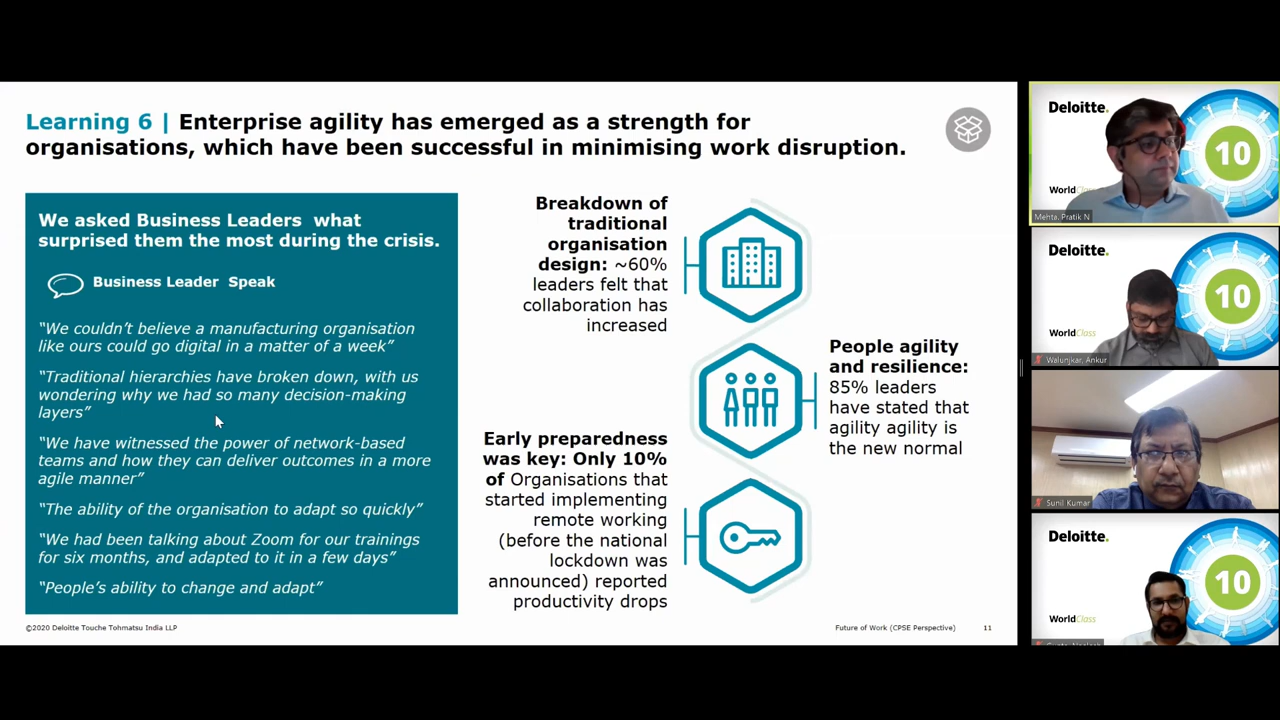 Learning 6 | Enterprise agility has emerged as a strength for
organisations, which have been successful in minimising work disruption.
We asked Business Leaders what
surprised them the most during the crisis.
Business Leader Speak
“We couldn’t believe a manufacturing organisation
like ours could go digital in a matter of a week”
“Traditional hierarchies have broken down, with us
wondering why we had so many decision-making
layers”
“We have witnessed the power of network-based
teams and how they can deliver outcomes in a more
agile manner”
“The ability of the organisation to adapt so quickly”
“We had been talking about Zoom for our trainings
for six months, and adapted to it in a few days”
“People’s ability to change and adapt”
Breakdown of
traditional
organisation
design: ~60%
leaders felt that
collaboration has
increased
People agility
and resilience:
85% leaders
have stated that
agility agility is
the new normal
Early preparedness
was key: Only 10%
of Organisations that
started implementing
remote working
(before the national
lockdown was
announced) reported
productivity drops
©2020 Deloitte Touche Tohmatsu India LLP
Future of Work (CPSE Perspective)
11
Deloitte.
10
World
Mehta, Pratik N
Deloitte.
10
WorldClass
Walunjkar, Ankur
Sunil Kumar
Deloitte.
10
WorldClass